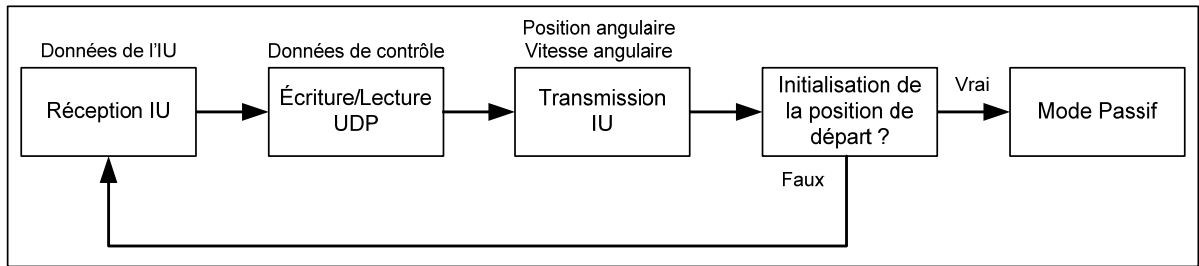 Données de l'IU
Réception IU
Données de contrôle
Écriture/Lecture
UDP
Position angulaire
Vitesse angulaire
Transmission
IU
Initialisation de
la position de
départ ?
Vrai
Faux
Mode Passif